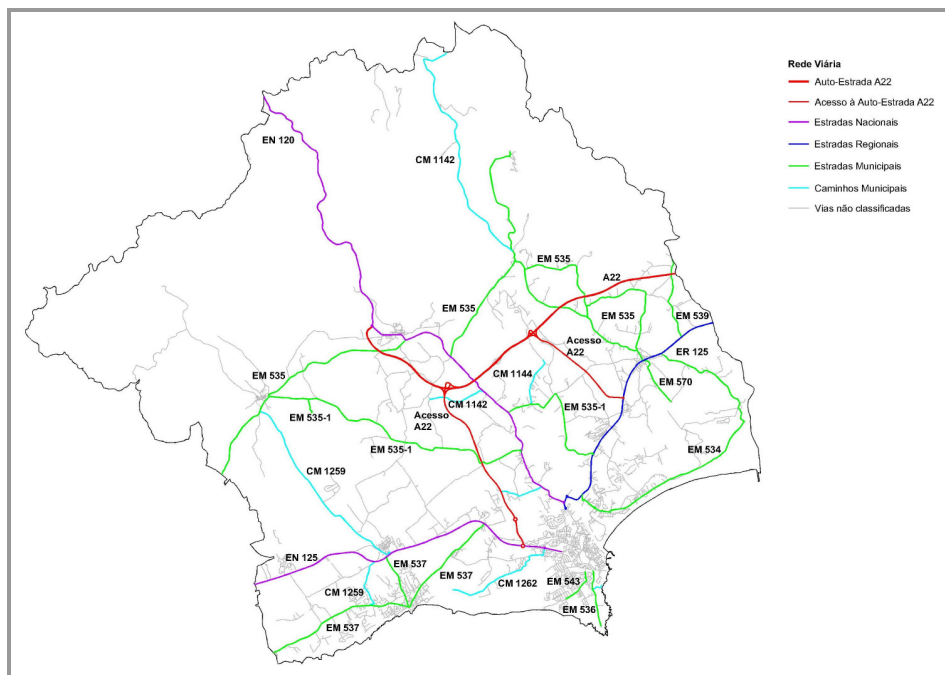 Rede Viária
Auto-Estrada A22
Acesso à Auto-Estrada A22
Estradas Nacionais
Estradas Regionais
Estradas Municipais
Caminhos Municipais
Vias não classificadas
EN 120
CM 1142
EM 535
A22
EM 535
EM 535
EM 539
Acesso
A22
ER 125
EM 535
CM 1144
EM 570
CM 1142
EM 535-1
Acesso
A22
EM 535-1
EM 535-1
EM 534
CM 1259
EN 125
EM 537
EM 537
CM 1262
EM 543
CM 1259
EM 536
EM 537